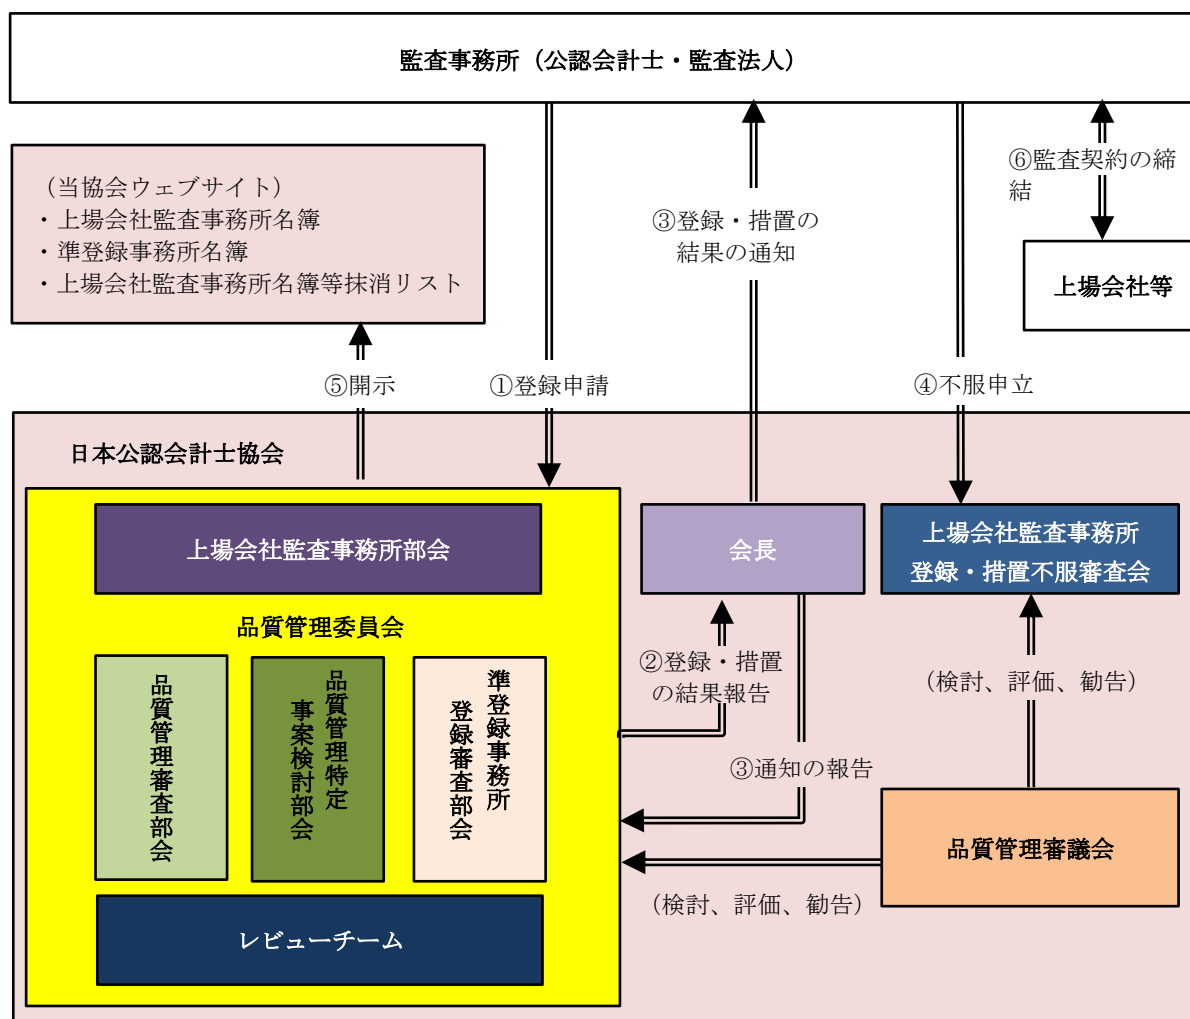 監査事務所（公認会計士・監査法人）
（当協会ウェブサイト）
・上場会社監査事務所名簿
・準登録事務所名簿
・上場会社監査事務所名簿等抹消リスト
③登録・措置の
結果の通知
⑥監査契約の締
結
上場会社等
⑤開示
①登録申請
④不服申立
日本公認会計士協会
上場会社監査事務所部会
会長
上場会社監査事務所
登録・措置不服審査会
品質管理委員会
品質管理審査部会
品質管理特定
事案検討部会
準登録事務所
登録審査部会
②登録・措置
の結果報告
（検討、評価、勧告）
③通知の報告
品質管理審議会
（検討、評価、勧告）
レビューチーム